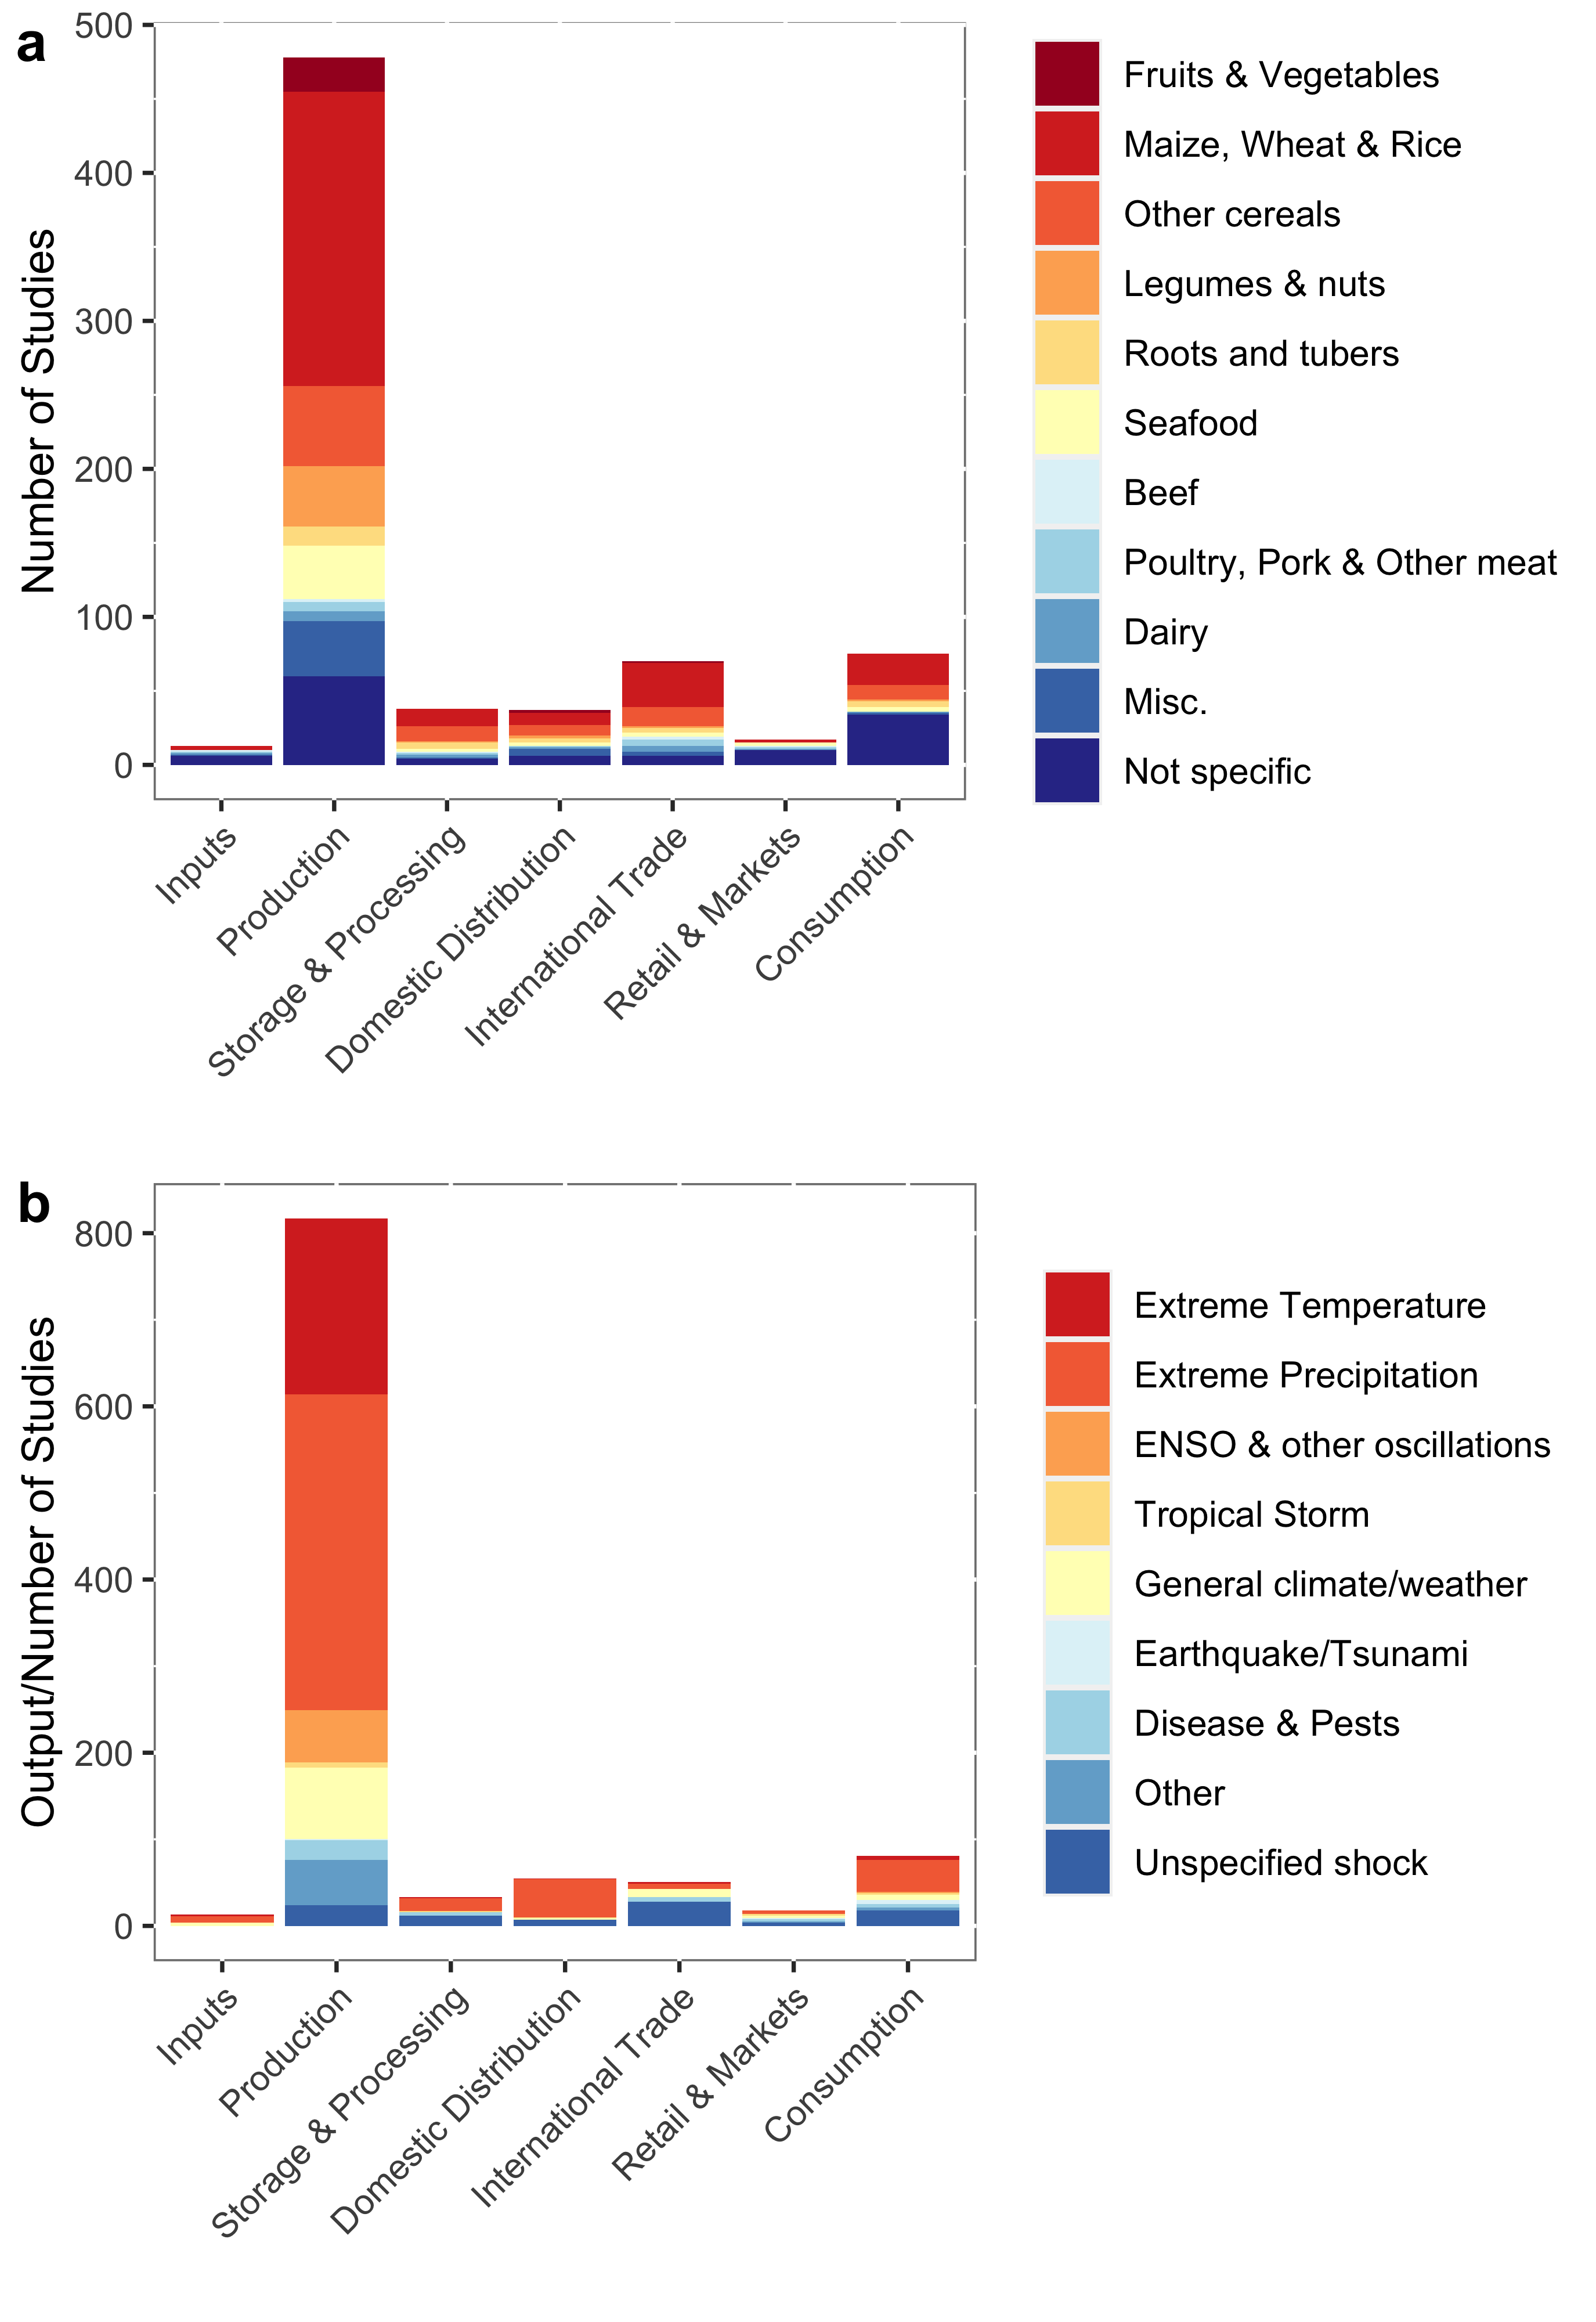 a
Number of Studies
500
400
300
200
100
0
Inputs
Production
Storage & Processing
Domestic Distribution
International Trade
Retail & Markets
Consumption
Fruits & Vegetables
Maize, Wheat & Rice
Other cereals
Legumes & nuts
Roots and tubers
Seafood
Beef
Poultry, Pork & Other meat
Dairy
Misc.
Not specific
b
Output/Number of Studies
800
600
400
200
0
Inputs
Production
Storage & Processing
Domestic Distribution
International Trade
Retail & Markets
Consumption
Extreme Temperature
Extreme Precipitation
ENSO & other oscillations
Tropical Storm
General climate/weather
Earthquake/Tsunami
Disease & Pests
Other
Unspecified shock